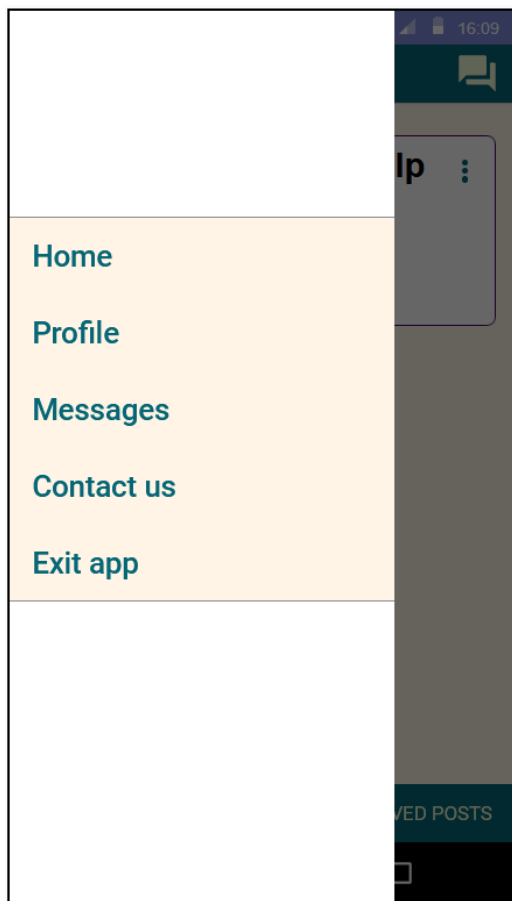 16:09
lp
Home
Profile
Messages
Contact us
Exit app
VED POSTS